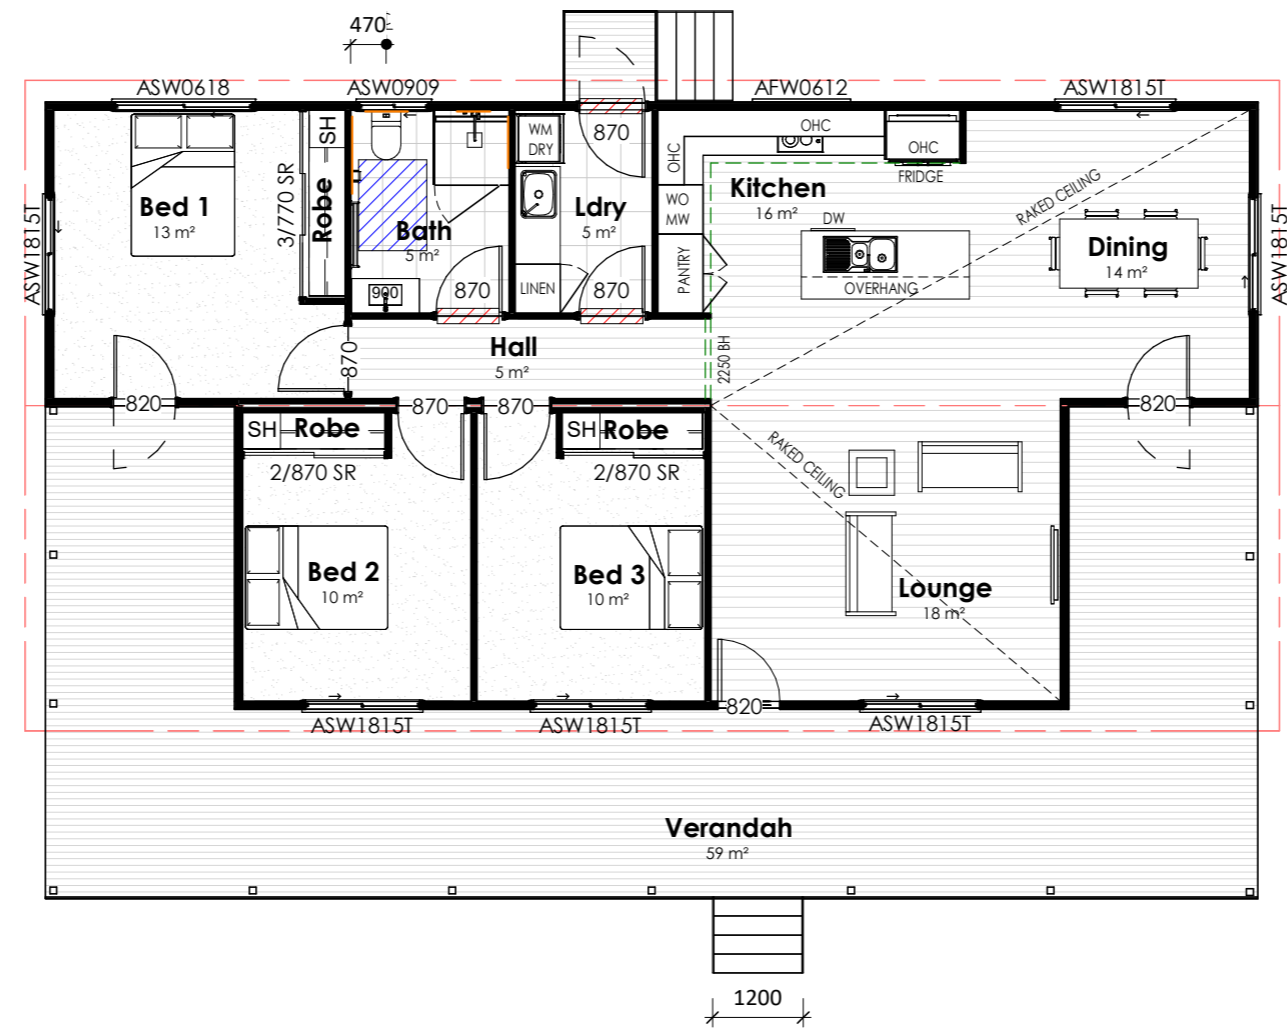 470
ASW0618
ASW0909
AFW0612
ASW1815T
870
WM
DRY
SH
OHC
OHC
OHC
FRIDGE
3/770 SR
Robe
Bed 1
13 m²
Bath
5 m²
Ldry
5 m²
Kitchen
16 m²
WO
MW
DW
RAKED CEILING
Dining
14 m²
ASW1815T
ASW1815T
PANTRY
OVERHANG
LINEN
900
870
870
870
Hall
5 m²
2250 BH
820
870
870
820
SH
Robe
SH
Robe
2/870 SR
2/870 SR
RAKED CEILING
Bed 2
10 m²
Bed 3
10 m²
Lounge
18 m²
820
ASW1815T
ASW1815T
ASW1815T
Verandah
59 m²
1200